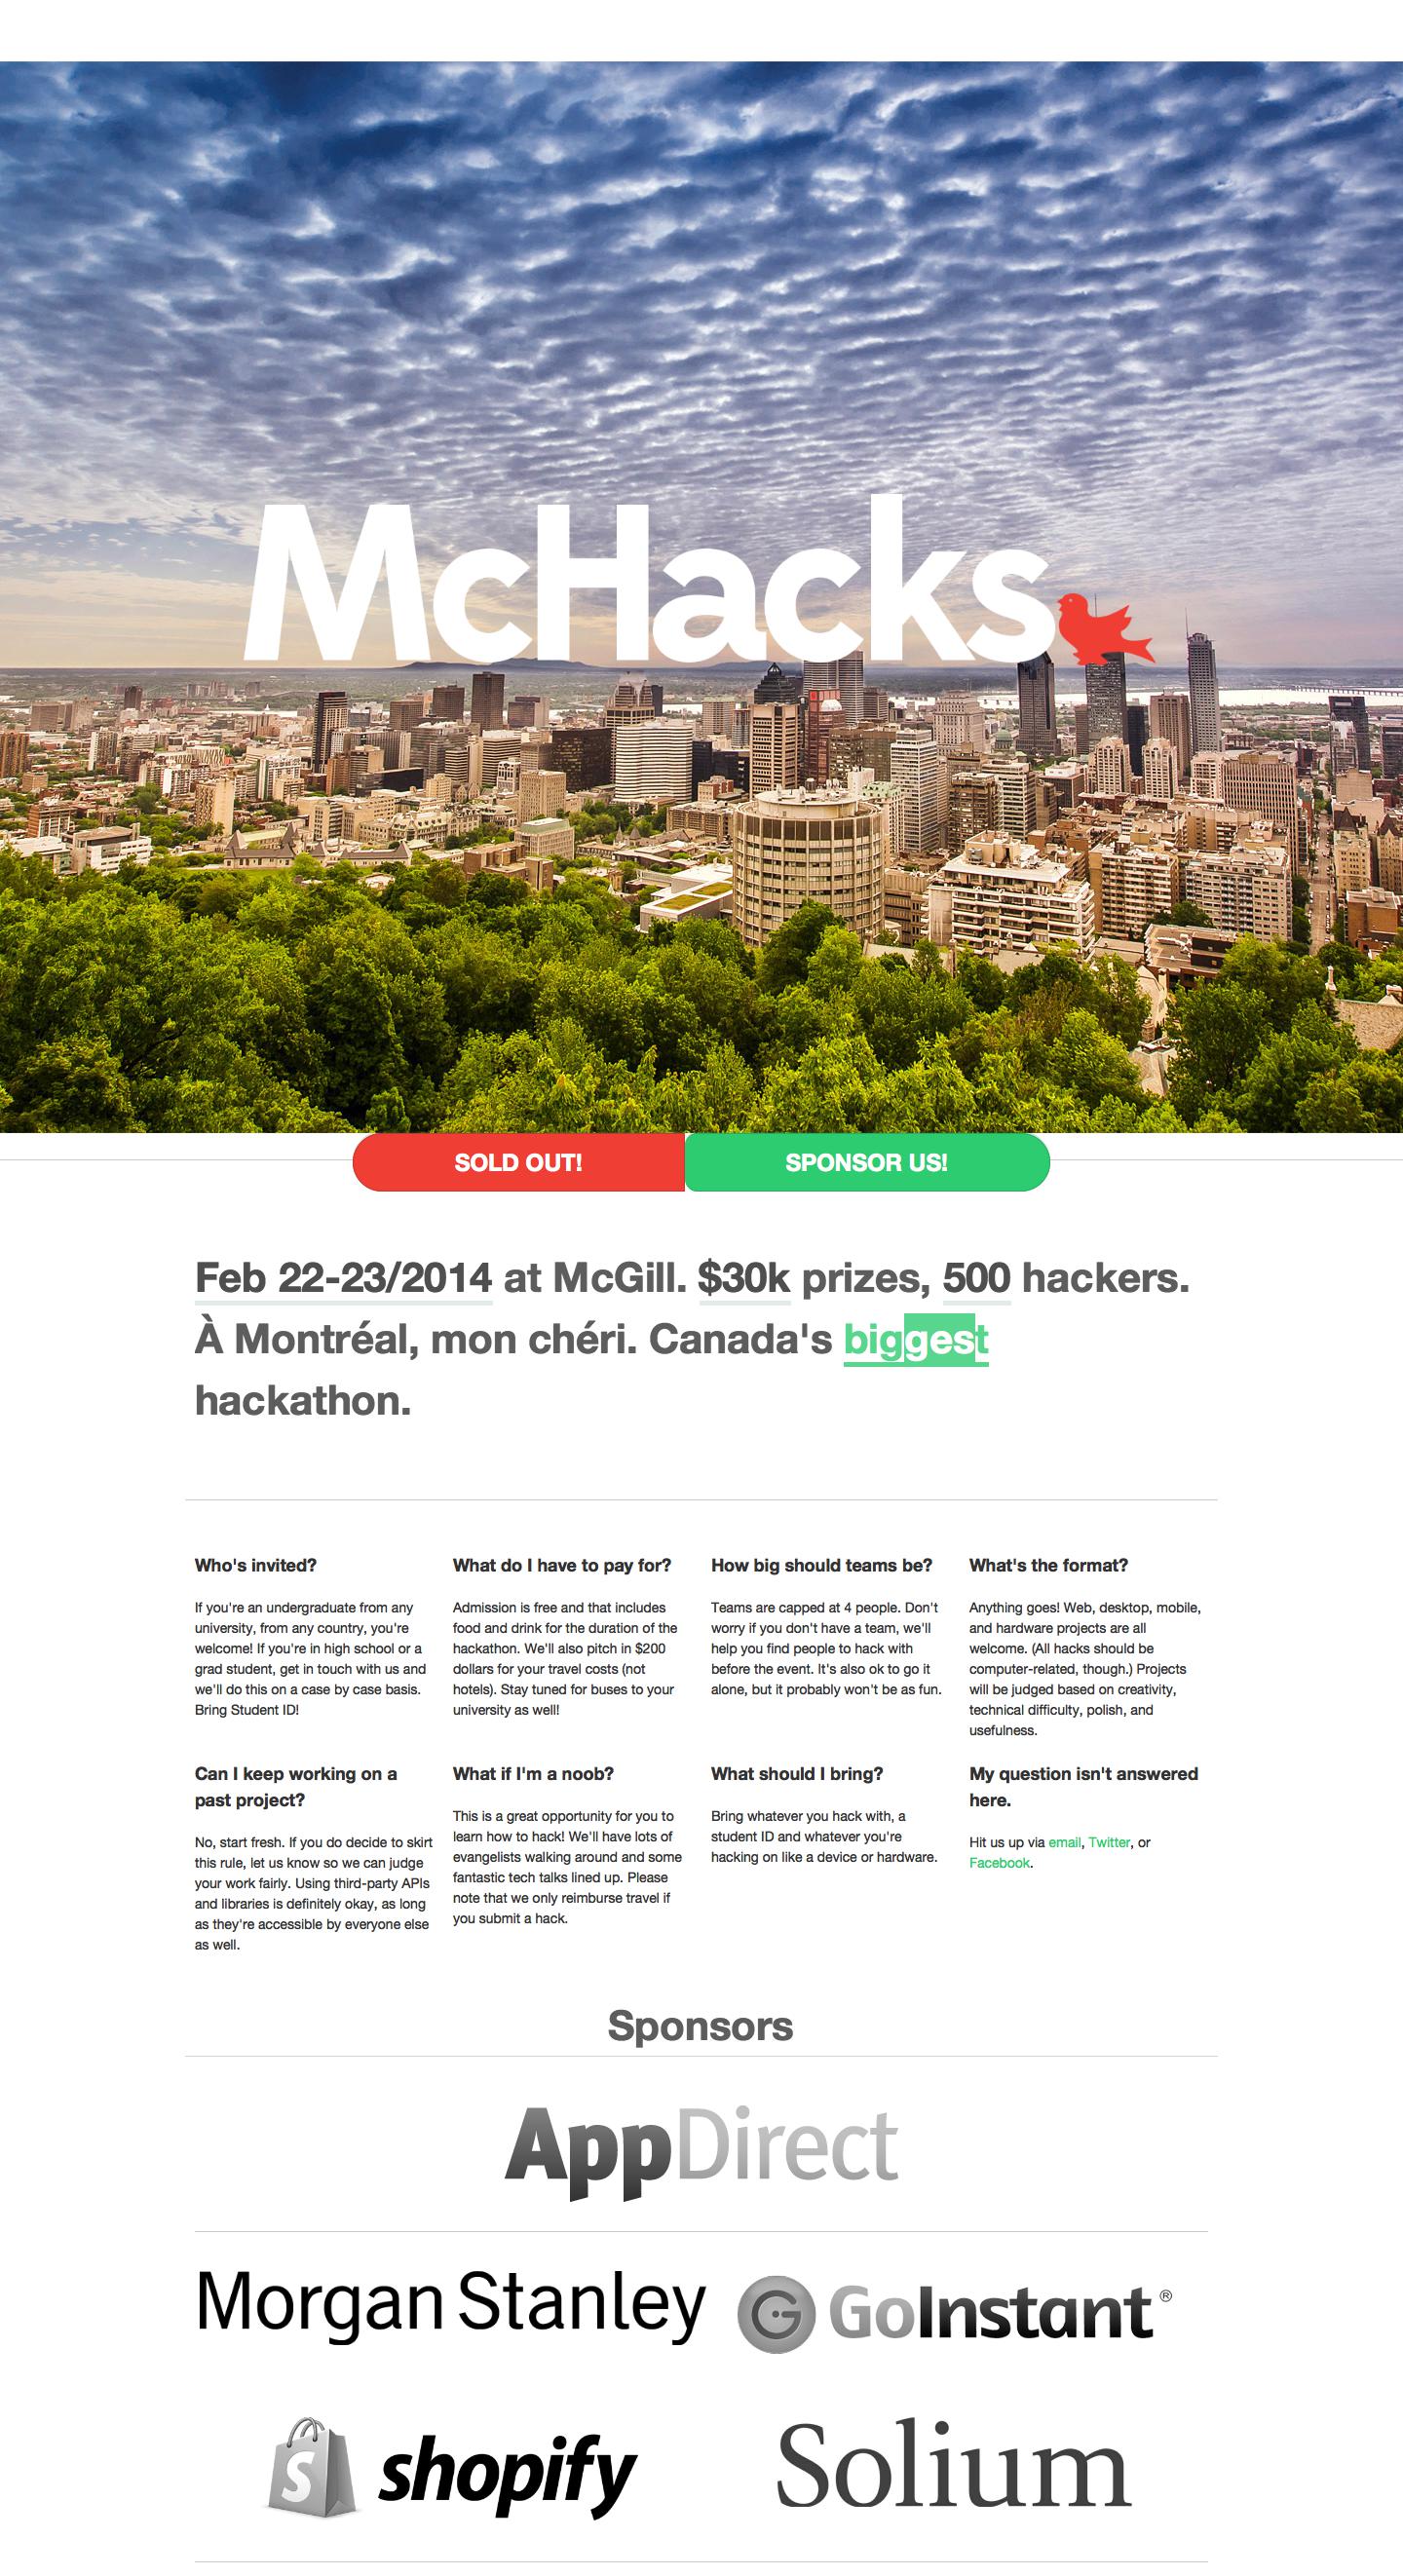 McHacks
SOLD OUT!
SPONSOR US!
Feb 22-23/2014 at McGill. $30k prizes, 500 hackers.
À Montréal, mon chéri. Canada's biggest
hackathon.
Who's invited?
If you're an undergraduate from any
university, from any country, you're
welcome! If you're in high school or a
grad student, get in touch with us and
we'll do this on a case by case basis.
Bring Student ID!
What do I have to pay for?
Admission is free and that includes
food and drink for the duration of the
hackathon. We'll also pitch in $200
dollars for your travel costs (not
hotels). Stay tuned for buses to your
university as well!
How big should teams be?
Teams are capped at 4 people. Don't
worry if you don't have a team, we'll
help you find people to hack with
before the event. It's also ok to go it
alone, but it probably won't be as fun.
What's the format?
Anything goes! Web, desktop, mobile,
and hardware projects are all
welcome. (All hacks should be
computer-related, though.) Projects
will be judged based on creativity,
technical difficulty, polish, and
usefulness.
Can I keep working on a
past project?
No, start fresh. If you do decide to skirt
this rule, let us know so we can judge
your work fairly. Using third-party APIs
and libraries is definitely okay, as long
as they're accessible by everyone else
as well.
What if I'm a noob?
This is a great opportunity for you to
learn how to hack! We'll have lots of
evangelists walking around and some
fantastic tech talks lined up. Please
note that we only reimburse travel if
you submit a hack.
What should I bring?
Bring whatever you hack with, a
student ID and whatever you're
hacking on like a device or hardware.
My question isn't answered
here.
Hit us up via email, Twitter, or
Facebook.
Sponsors
AppDirect
Morgan Stanley
G GoInstant ®
S shopify
Solium